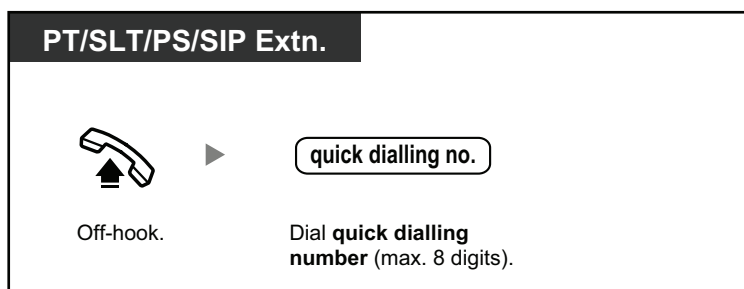 PT/SLT/PS/SIP Extn.
quick dialling no.
Off-hook.
Dial quick dialling
number (max. 8 digits).